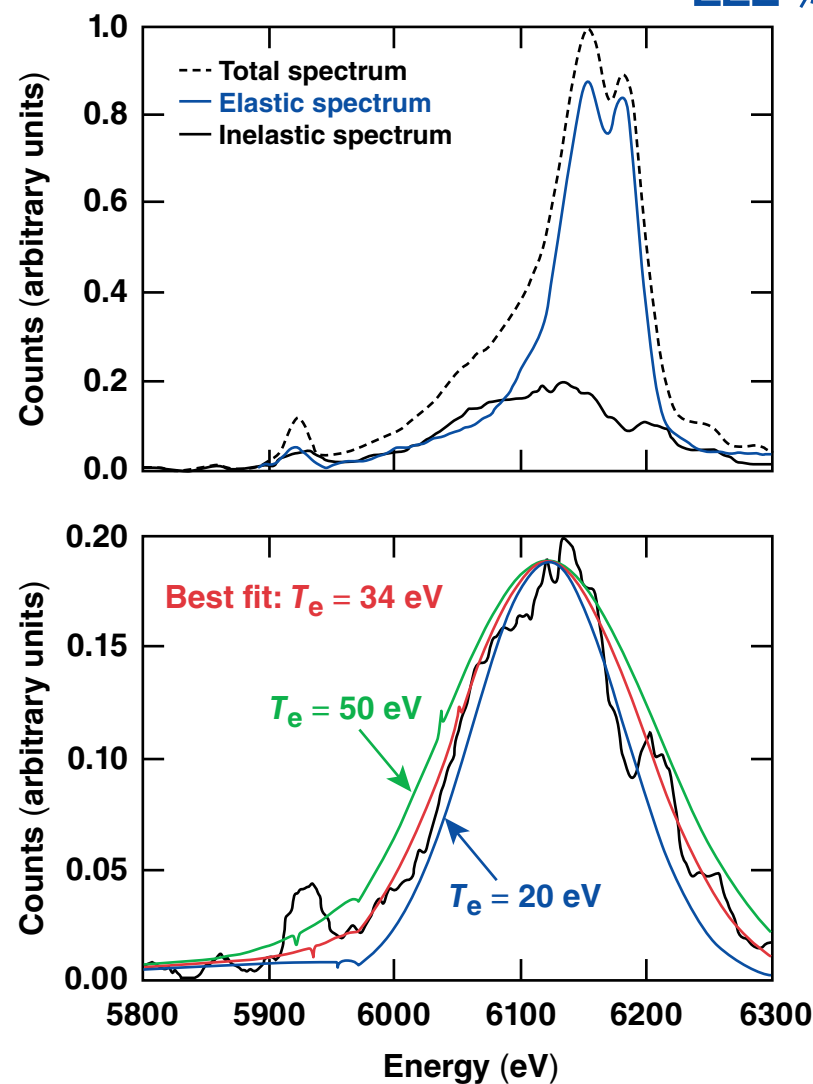 1.0
0.8
0.6
0.4
0.2
0.0
Counts (arbitrary units)
Total spectrum
Elastic spectrum
Inelastic spectrum
0.20
0.15
0.10
0.05
0.00
Counts (arbitrary units)
Best fit: Te = 34 eV
Te = 50 eV
Te = 20 eV
5800 5900 6000 6100 6200 6300
Energy (eV)